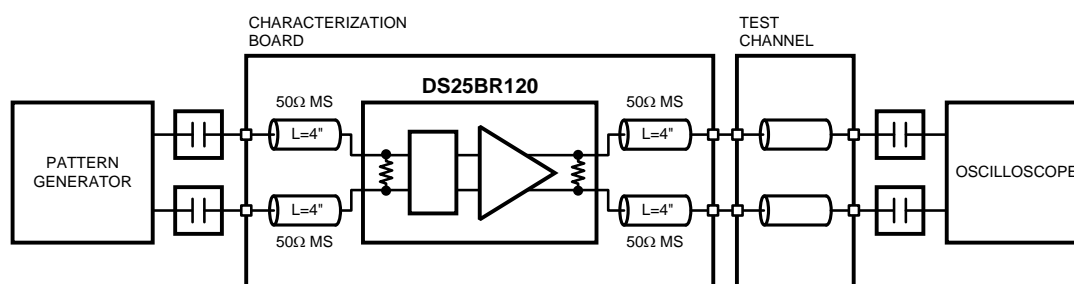 CHARACTERIZATION
BOARD
TEST
CHANNEL
DS25BR120
50Ω MS
50Ω MS
L=4"
L=4"
PATTERN
GENERATOR
OSCILLOSCOPE
L=4"
L=4"
50Ω MS
50Ω MS